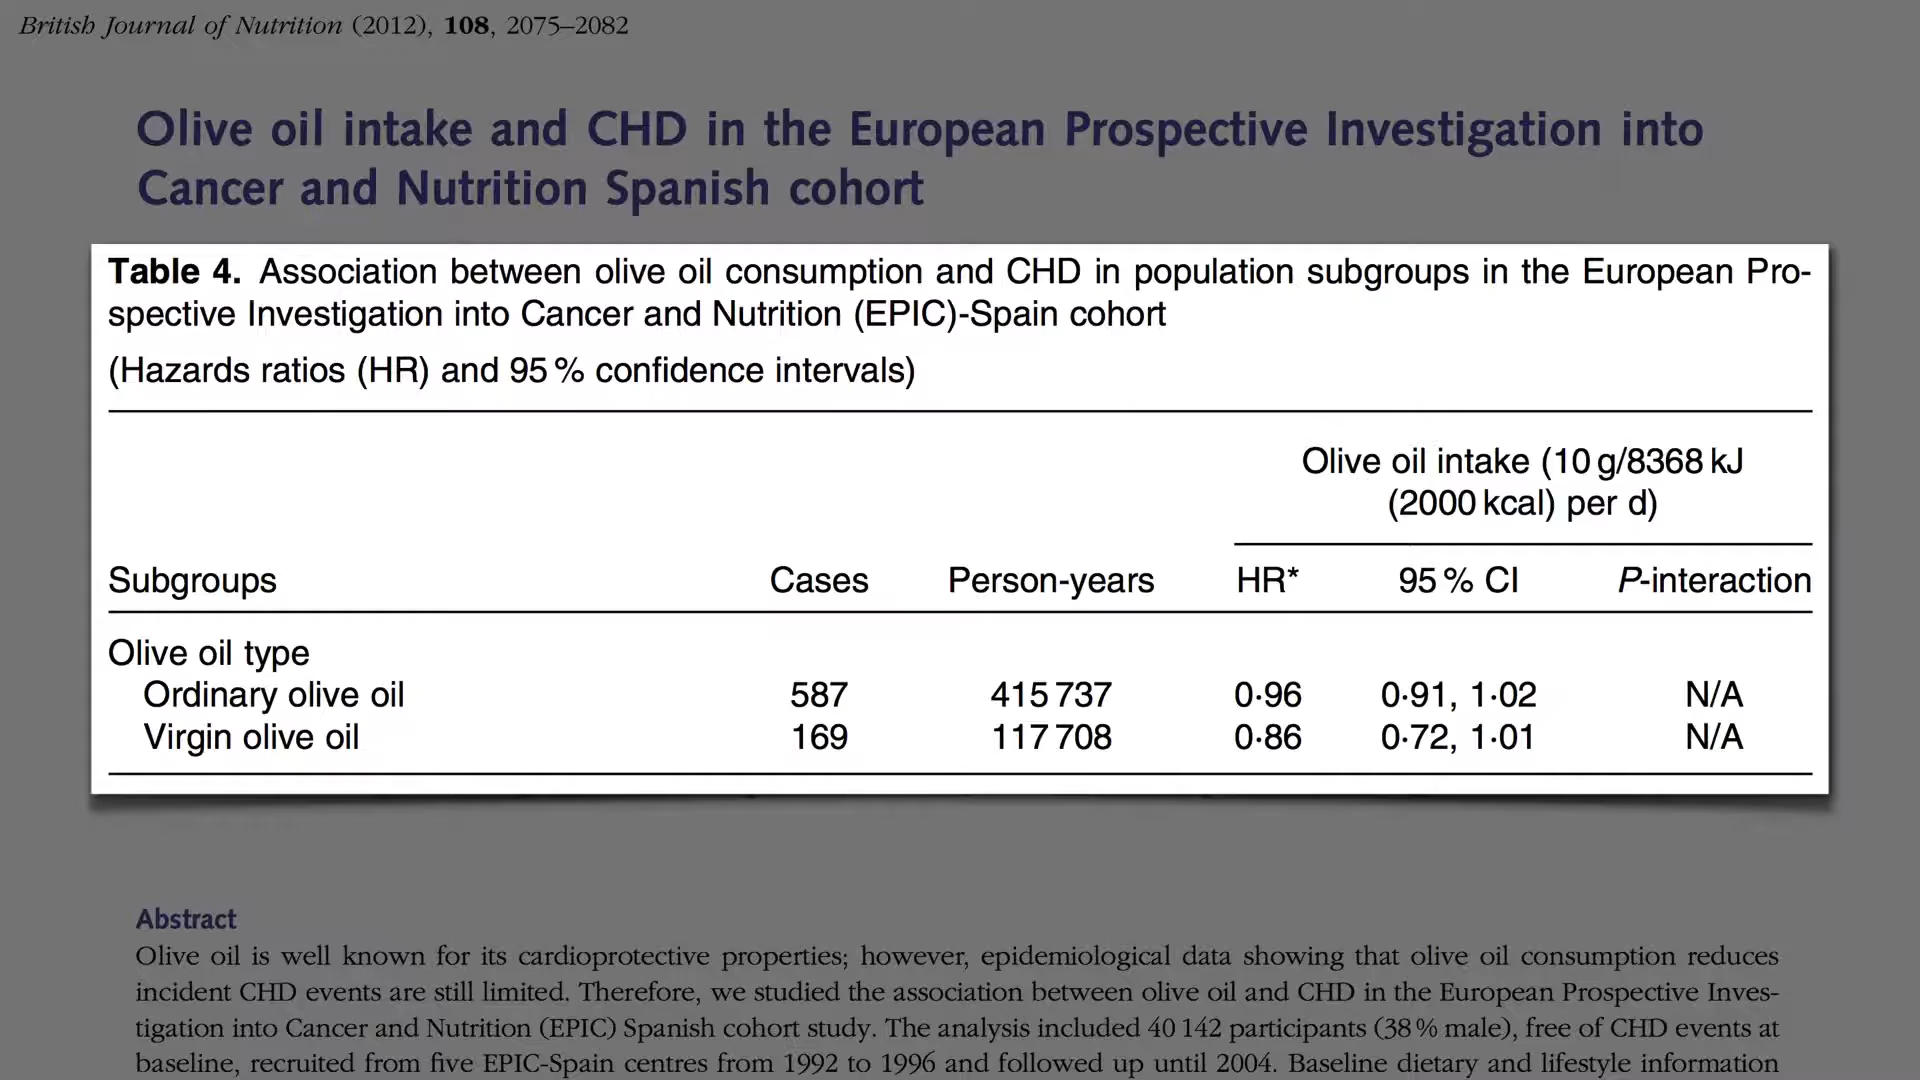 British Journal of Nutrition (2012), 108, 2075–2082
Olive oil intake and CHD in the European Prospective Investigation into
Cancer and Nutrition Spanish cohort
Table 4. Association between olive oil consumption and CHD in population subgroups in the European Pro-
spective Investigation into Cancer and Nutrition (EPIC)-Spain cohort
(Hazards ratios (HR) and 95 % confidence intervals)
Olive oil intake (10 g/8368 kJ
(2000 kcal) per d)
Subgroups Cases Person-years HR* 95 % CI P-interaction
Olive oil type
Ordinary olive oil 587 415 737 0·96 0·91, 1·02 N/A
Virgin olive oil 169 117 708 0·86 0·72, 1·01 N/A
Abstract
Olive oil is well known for its cardioprotective properties; however, epidemiological data showing that olive oil consumption reduces
incident CHD events are still limited. Therefore, we studied the association between olive oil and CHD in the European Prospective Inves-
tigation into Cancer and Nutrition (EPIC) Spanish cohort study. The analysis included 40 142 participants (38 % male), free of CHD events at
baseline, recruited from five EPIC-Spain centres from 1992 to 1996 and followed up until 2004. Baseline dietary and lifestyle information